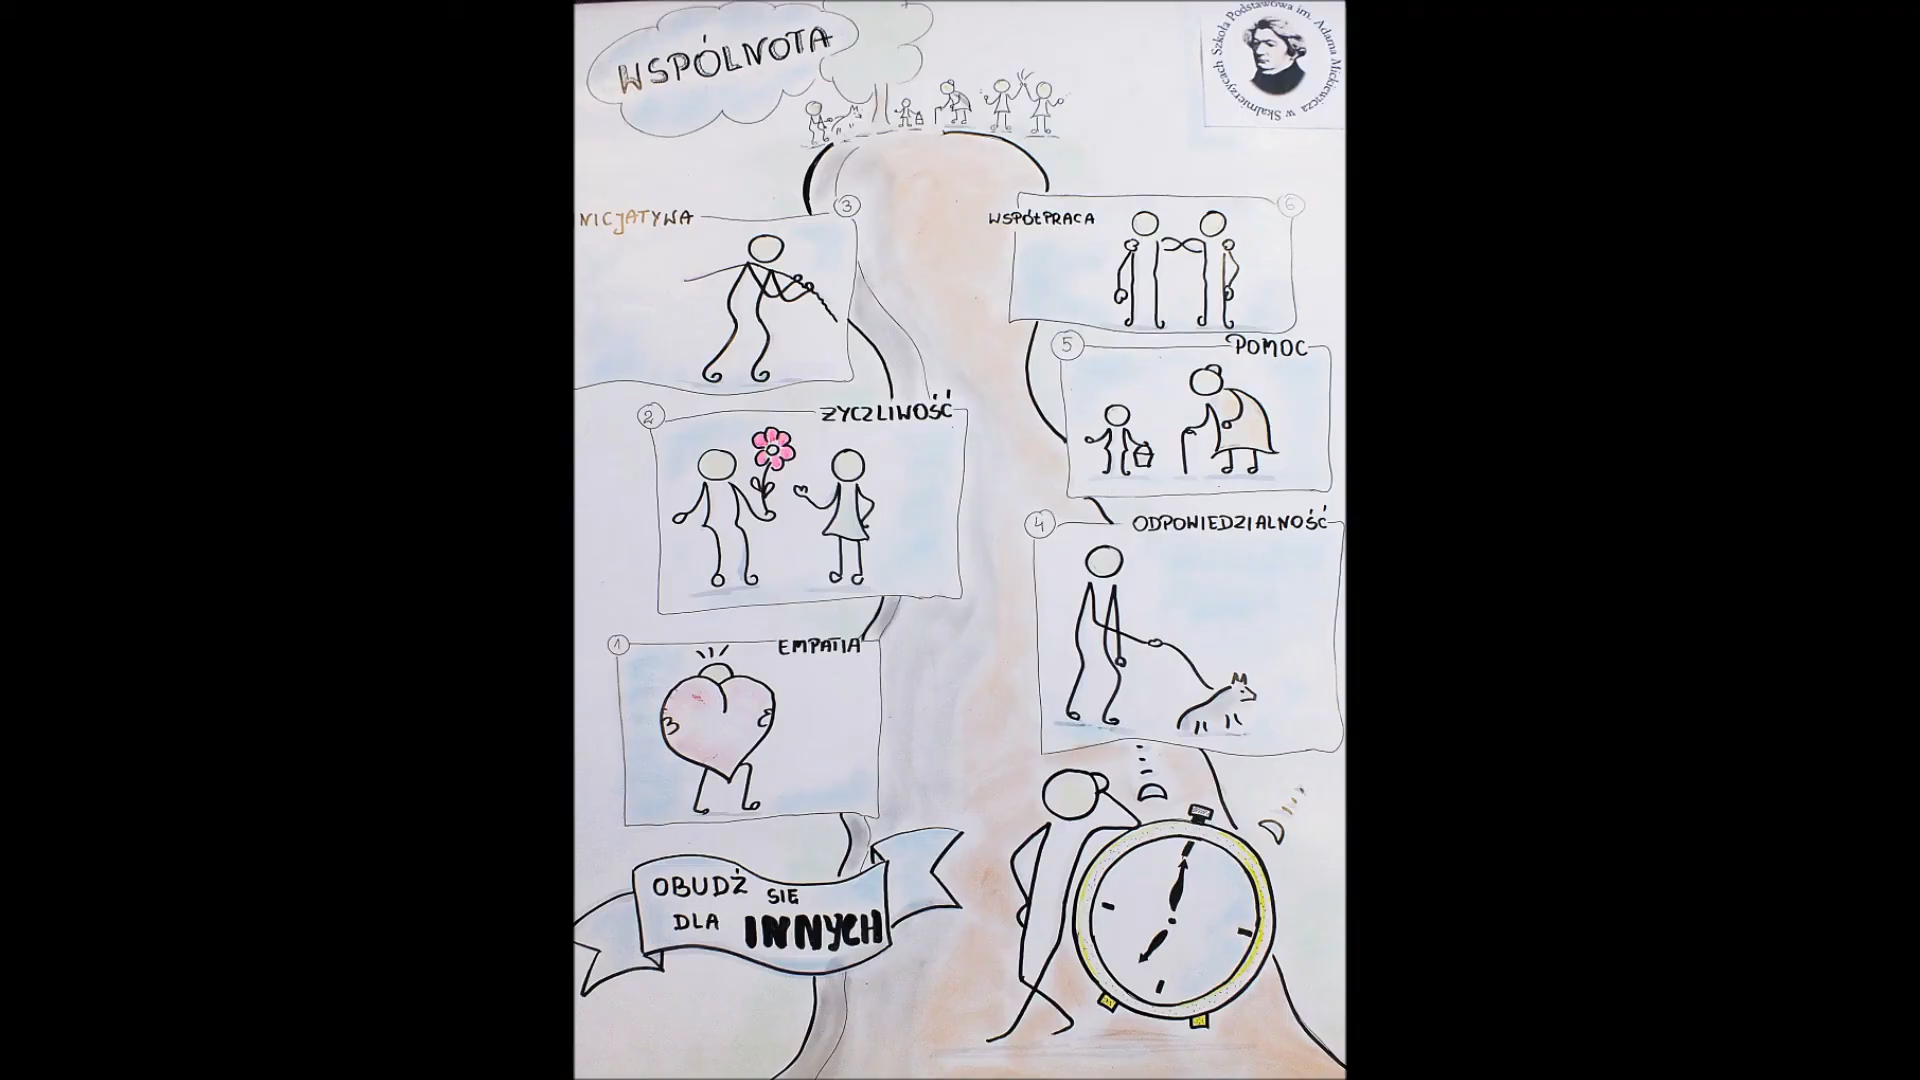 WSPÓLNOTA
Szkoła Podstawowa im. Adama Mickiewicza w Skalmierzycach
3
NICJATYWA
6
WSPÓŁPRACA
5
POMOC
2
ŻYCZLIWOŚĆ
4
ODPOWIEDZIALNOŚĆ
1
EMPATIA
OBUDŹ SIĘ
DLA INNYCH